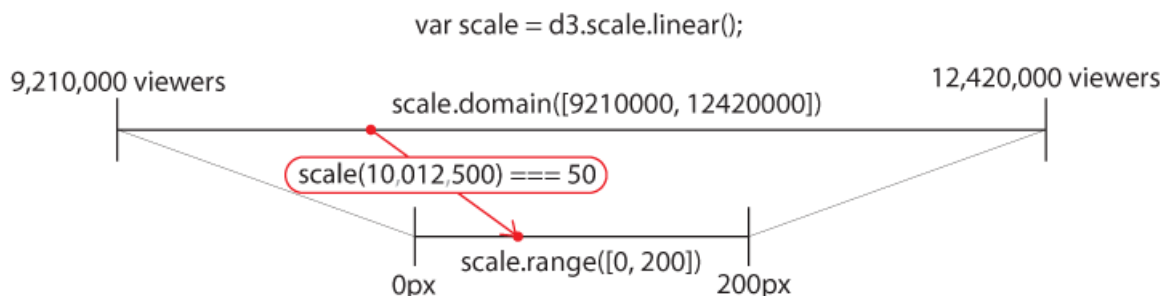 var scale = d3.scale.linear();
9,210,000 viewers
12,420,000 viewers
scale.domain([9210000, 12420000])
scale(10,012,500) === 50
scale.range([0, 200])
0px
200px